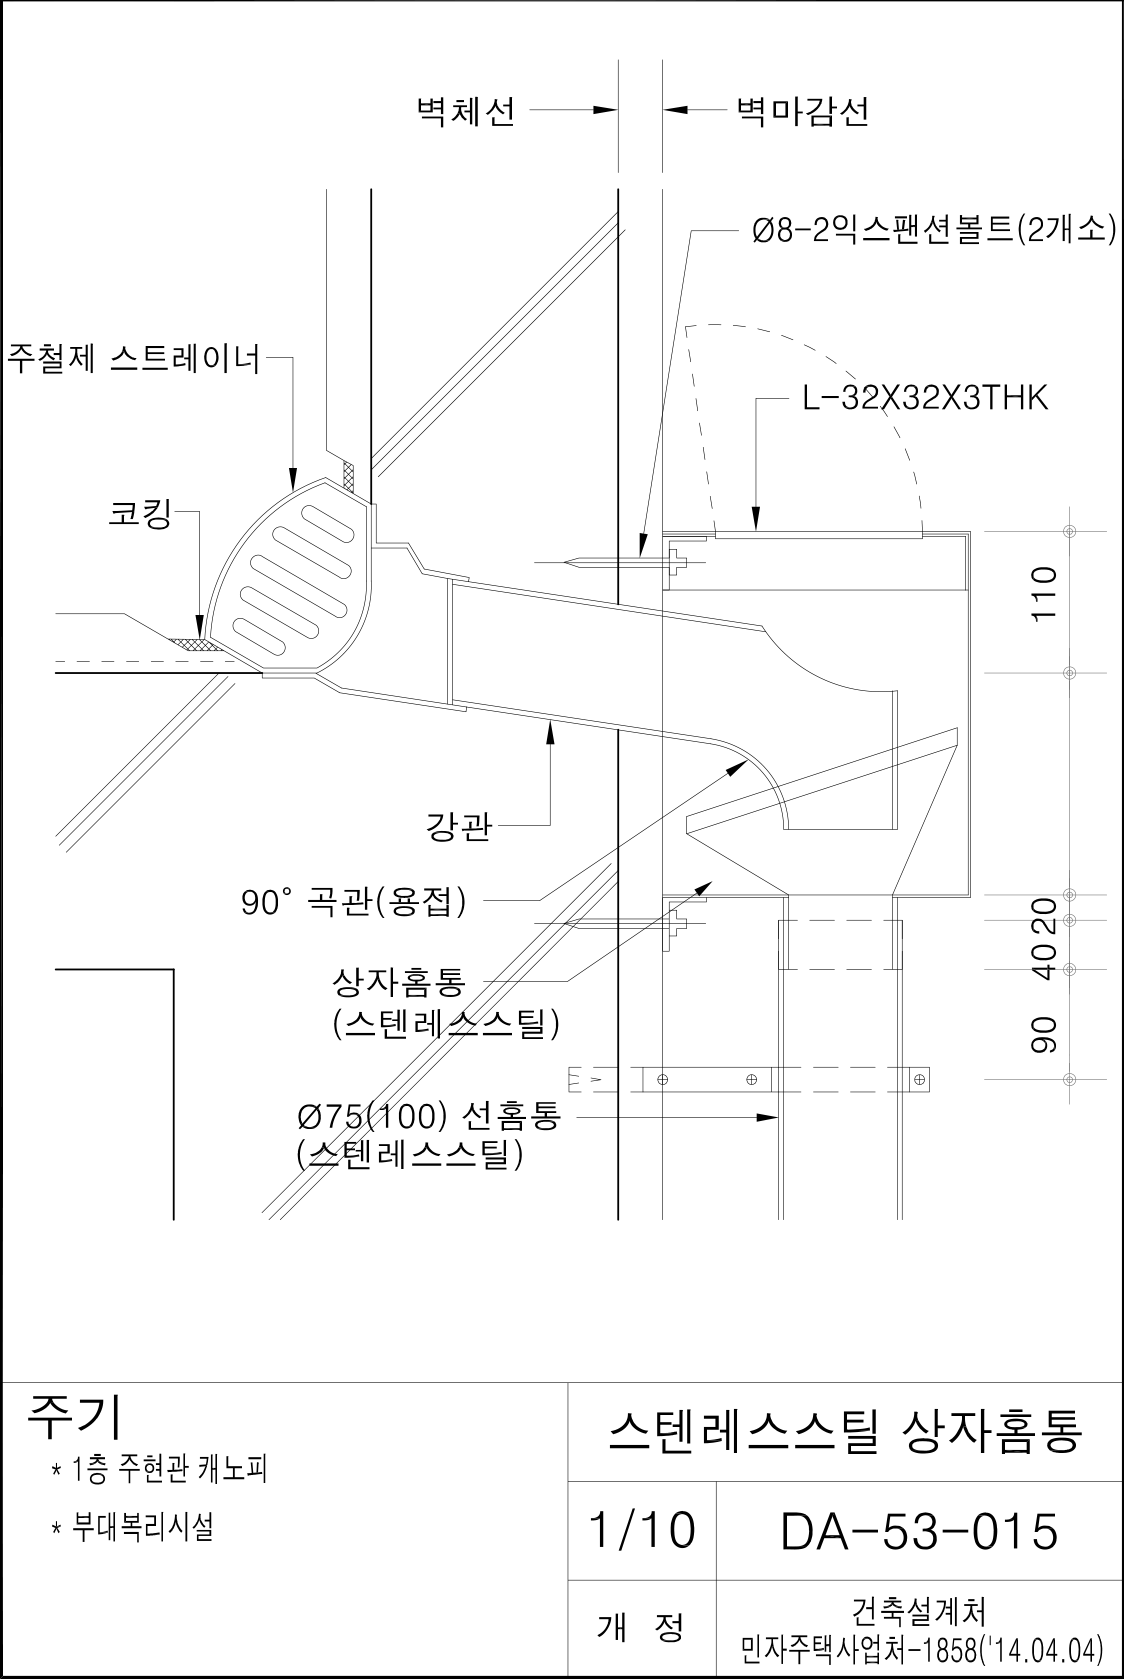 벽체선
벽마감선
Ø8-2익스팬션볼트(2개소)
주철제 스트레이너
L-32X32X3THK
코킹
110
강관
90° 곡관(용접)
20
40
상자홈통
(스텐레스스틸)
90
Ø75(100) 선홈통
(스텐레스스틸)
주기
* 1층 주현관 캐노피
* 부대복리시설
스텐레스스틸 상자홈통
1/10
DA-53-015
개 정
건축설계처
민자주택사업처-1858('14.04.04)